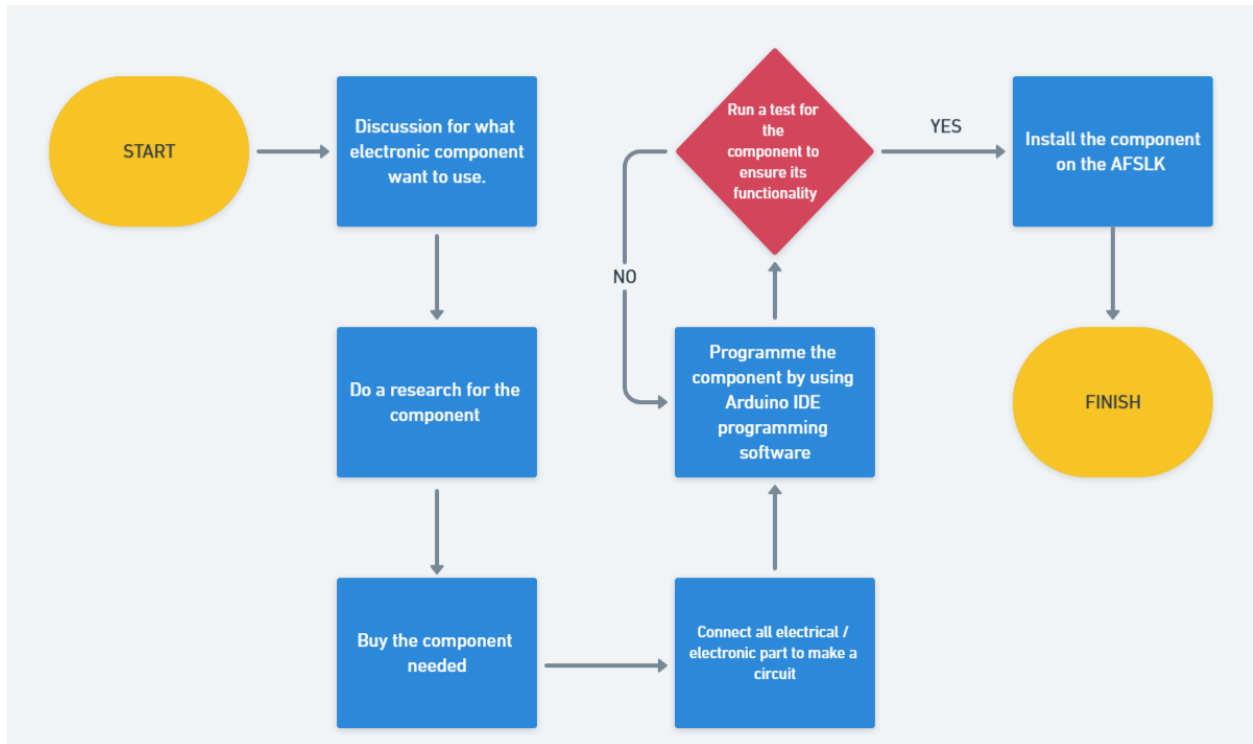 START
Discussion for what
electronic component
want to use.
Do a research for the
component
Buy the component
needed
Connect all electrical /
electronic part to make a
circuit
Programme the
component by using
Arduino IDE
programming
software
Run a test for
the
component to
ensure its
functionality
NO
YES
Install the component
on the AFSLK
FINISH